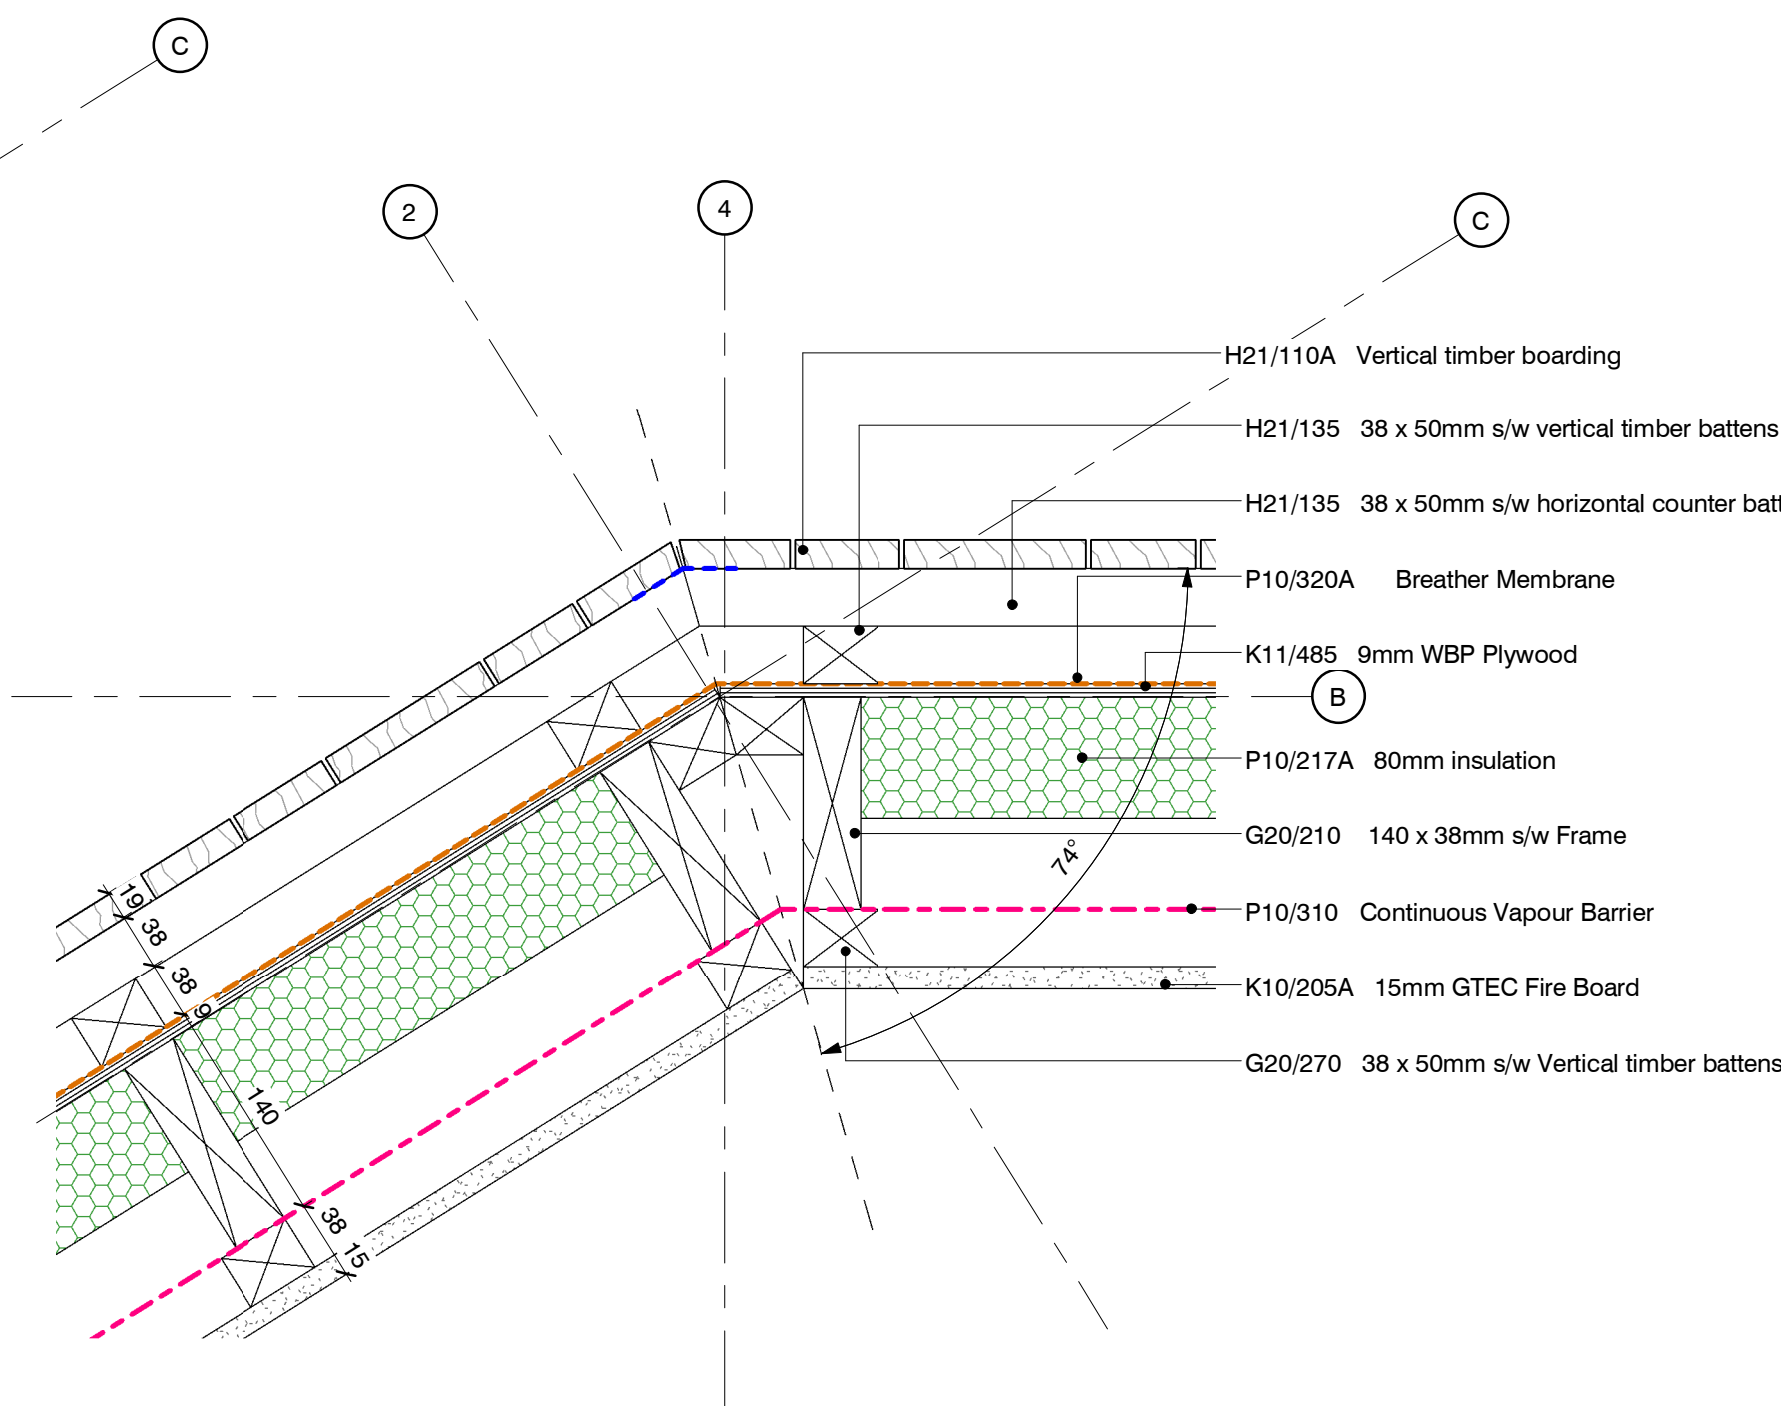 C
2
4
C
H21/110A Vertical timber boarding
H21/135 38 x 50mm s/w vertical timber battens
H21/135 38 x 50mm s/w horizontal counter batt
P10/320A Breather Membrane
K11/485 9mm WBP Plywood
B
P10/217A 80mm insulation
G20/210 140 x 38mm s/w Frame
74°
P10/310 Continuous Vapour Barrier
K10/205A 15mm GTEC Fire Board
G20/270 38 x 50mm s/w Vertical timber battens
19
38
38
9
140
38
15